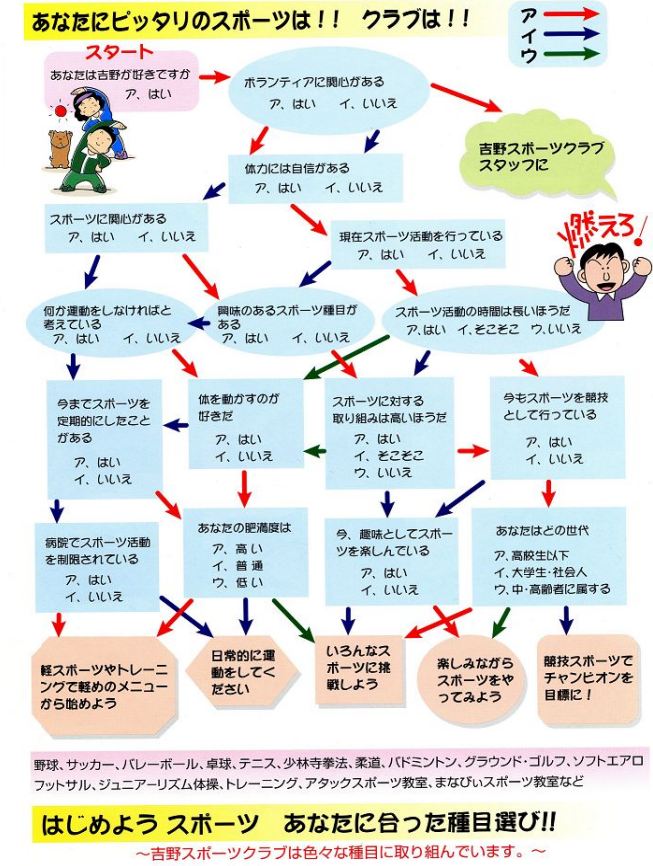 あなたにピッタリのスポーツは！！　クラブは！！
ア
イ
ウ
スタート
あなたは吉野が好きですか
ア、はい
ボランティアに関心がある
ア、はい　イ、いいえ
吉野スポーツクラブ
スタッフに
体力には自信がある
ア、はい　イ、いいえ
スポーツに関心がある
ア、はい　イ、いいえ
現在スポーツ活動を行っている
ア、はい　イ、いいえ
燃えろ！
何か運動をしなければと
考えている
ア、はい　イ、いいえ
興味のあるスポーツ種目が
ある
ア、はい　イ、いいえ
スポーツ活動の時間は長いほうだ
ア、はい　イ、そこそこ　ウ、いいえ
今までスポーツを
定期的にしたこと
がある
ア、はい
イ、いいえ
体を動かすのが
好きだ
ア、はい
イ、いいえ
スポーツに対する
取り組みは高いほうだ
ア、はい
イ、そこそこ
ウ、いいえ
今もスポーツを競技
として行っている
ア、はい
イ、いいえ
病院でスポーツ活動
を制限されている
ア、はい
イ、いいえ
あなたの肥満度は
ア、高 い
イ、普 通
ウ、低 い
今、趣味としてスポー
ツを楽しんでいる
ア、はい
イ、いいえ
あなたはどの世代
ア、高校生以下
イ、大学生・社会人
ウ、中・高齢者に属する
軽スポーツやトレーニ
ングで軽めのメニュー
から始めよう
日常的に運
動をしてく
ださい
いろんなス
ポーツに挑
戦しよう
楽しみながら
スポーツをや
ってみよう
競技スポーツで
チャンピオンを
目標に！
野球、サッカー、バレーボール、卓球、テニス、少林寺拳法、柔道、バドミントン、グラウンド・ゴルフ、ソフトエアロ
フットサル、ジュニアーリズム体操、トレーニング、アタックスポーツ教室、まなびぃスポーツ教室など
はじめよう スポーツ　あなたに合った種目選び!!
～吉野スポーツクラブは色々な種目に取り組んでいます。～